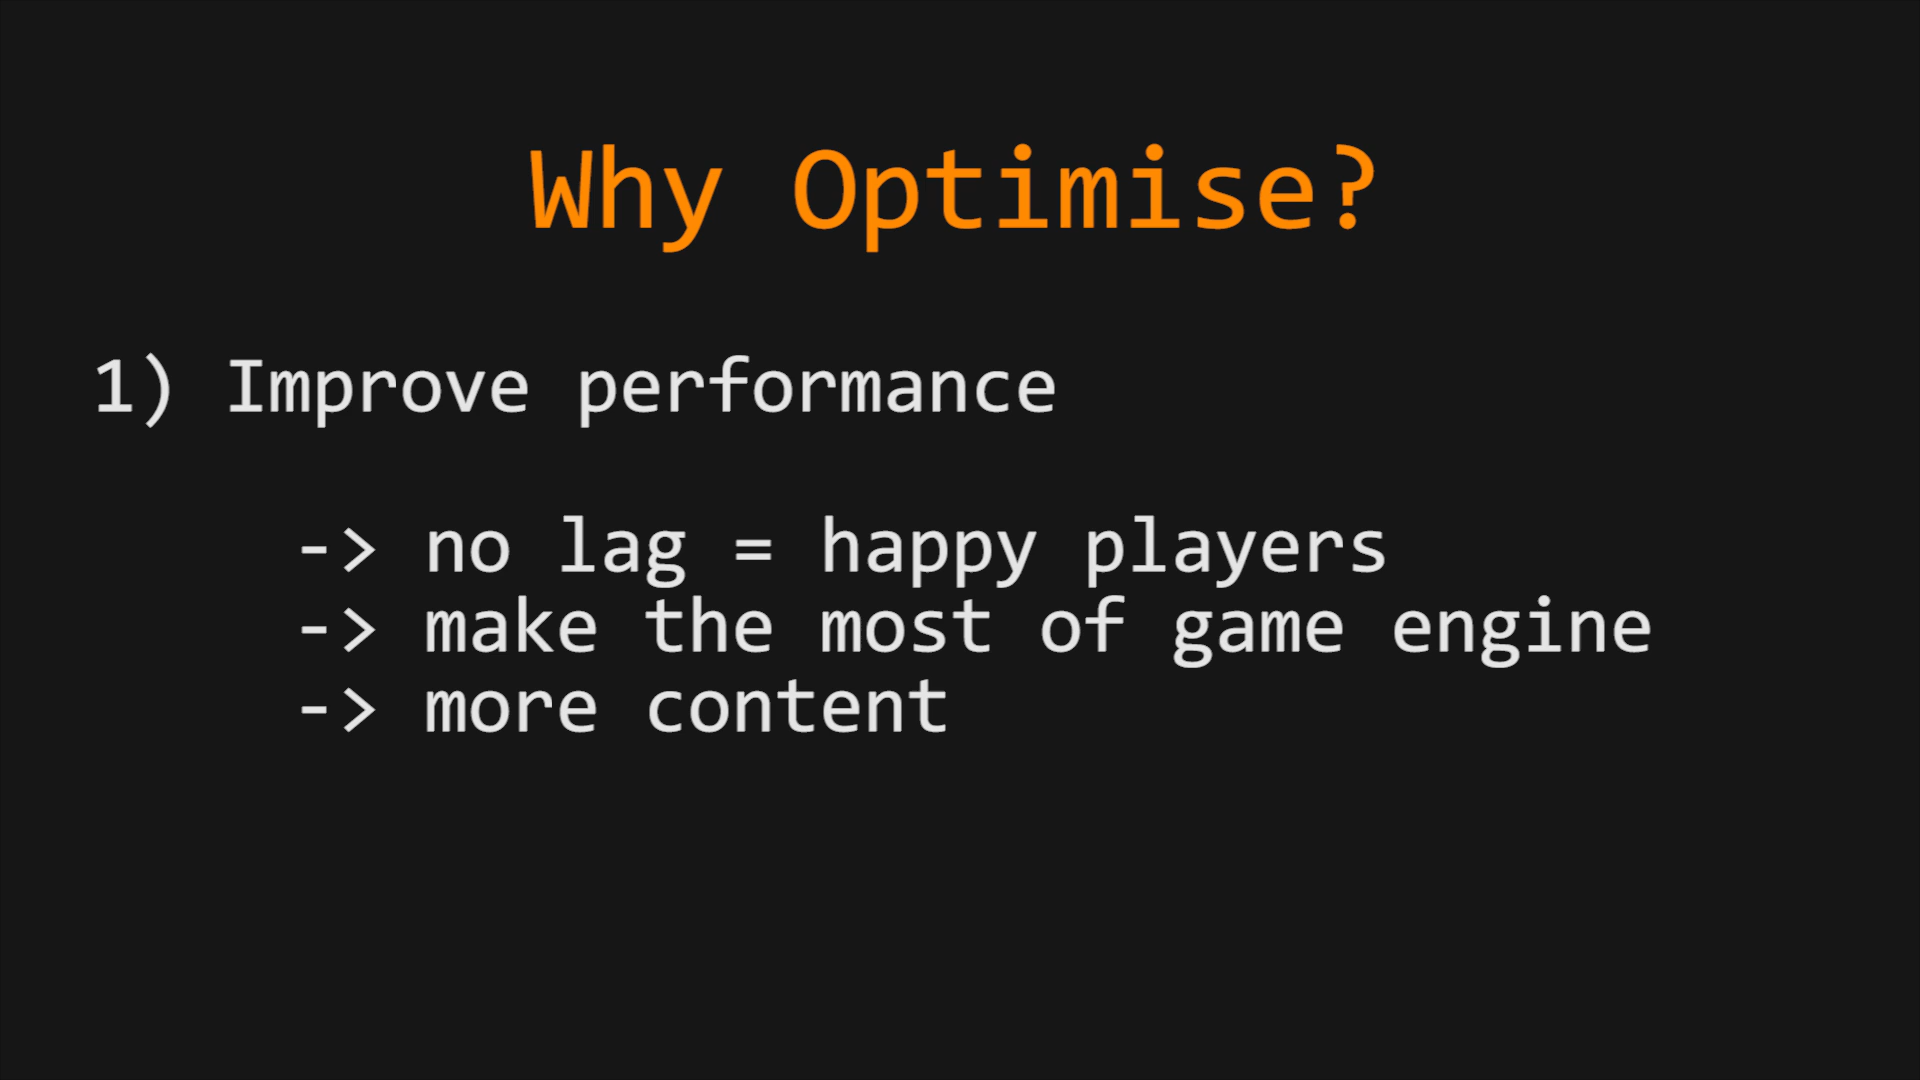 Why Optimise?
1) Improve performance
-> no lag = happy players
-> make the most of game engine
-> more content